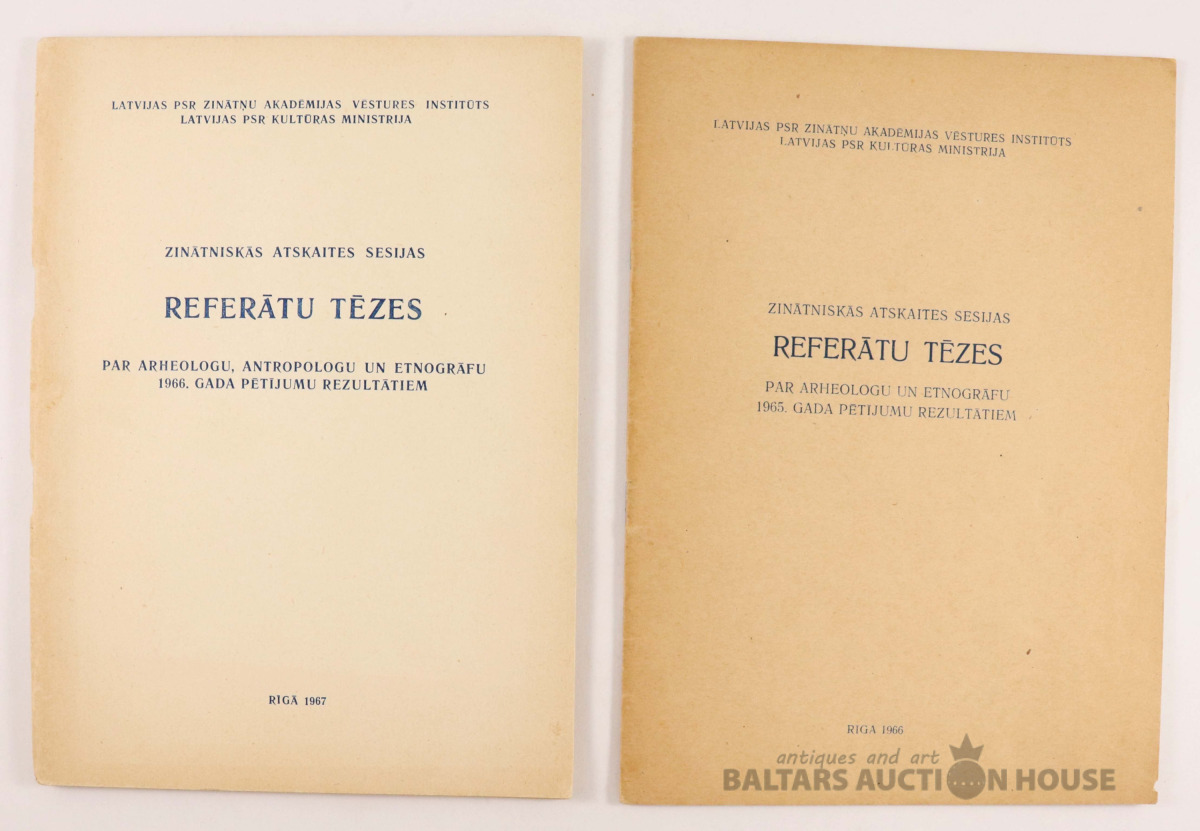 LATVIJAS PSR ZINĀTŅU AKADĒMIJAS VĒSTURES INSTITŪTS
LATVIJAS PSR KULTŪRAS MINISTRIJA
ZINĀTNISKĀS ATSKAITES SESIJAS
REFERĀTU TĒZES
PAR ARHEOLOGU, ANTROPOLOGU UN ETNOGRĀFU
1966. GADA PĒTĪJUMU REZULTĀTIEM
RĪGĀ 1967
LATVIJAS PSR ZINĀTŅU AKADĒMIJAS VĒSTURES INSTITŪTS
LATVIJAS PSR KULTŪRAS MINISTRIJA
ZINĀTNISKĀS ATSKAITES SESIJAS
REFERĀTU TĒZES
PAR ARHEOLOGU UN ETNOGRĀFU
1965. GADA PĒTĪJUMU REZULTĀTIEM
RĪGĀ 1966
antiques and art
BALTARS AUCTION HOUSE